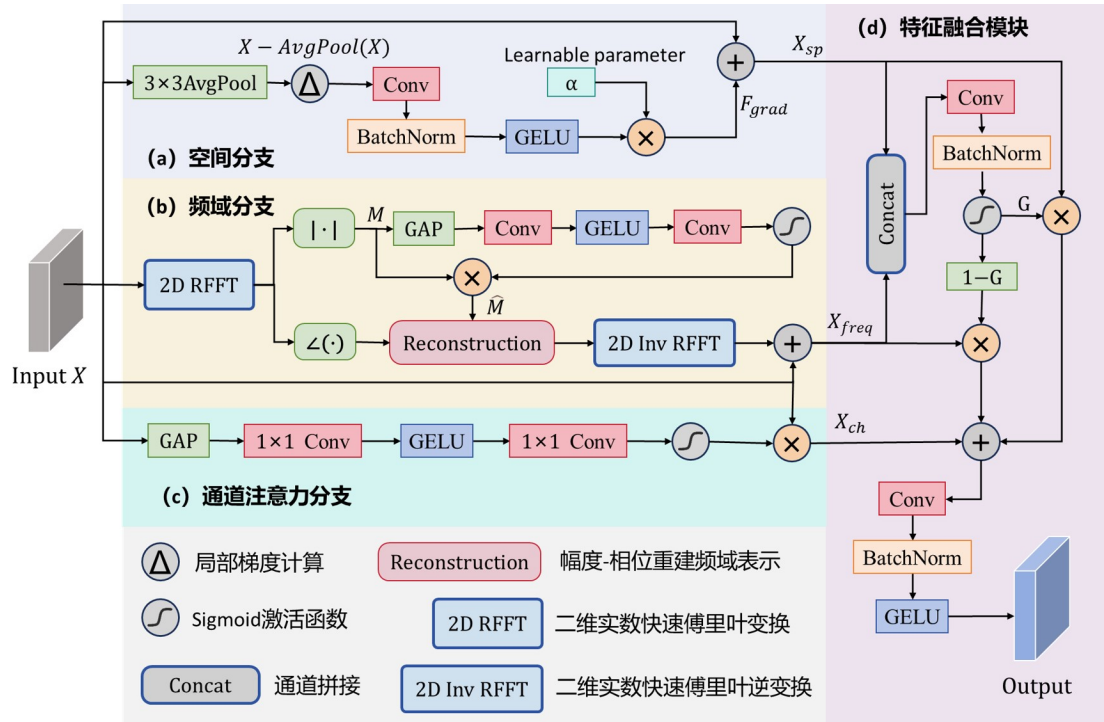 X − AvgPool(X)
Learnable parameter
3×3AvgPool
Δ
Conv
α
+
X_sp
F_grad
BatchNorm
GELU
×
(a) 空间分支
(b) 频域分支
|·|
M
GAP
Conv
GELU
Conv
2D RFFT
×
M̂
∠(·)
Reconstruction
2D Inv RFFT
+
X_freq
Input X
GAP
1×1 Conv
GELU
1×1 Conv
×
X_ch
(c) 通道注意力分支
(d) 特征融合模块
Conv
BatchNorm
Concat
G
×
1−G
×
+
Conv
BatchNorm
GELU
Output
Δ
局部梯度计算
Reconstruction
幅度-相位重建频域表示
Sigmoid激活函数
2D RFFT
二维实数快速傅里叶变换
Concat
通道拼接
2D Inv RFFT
二维实数快速傅里叶逆变换